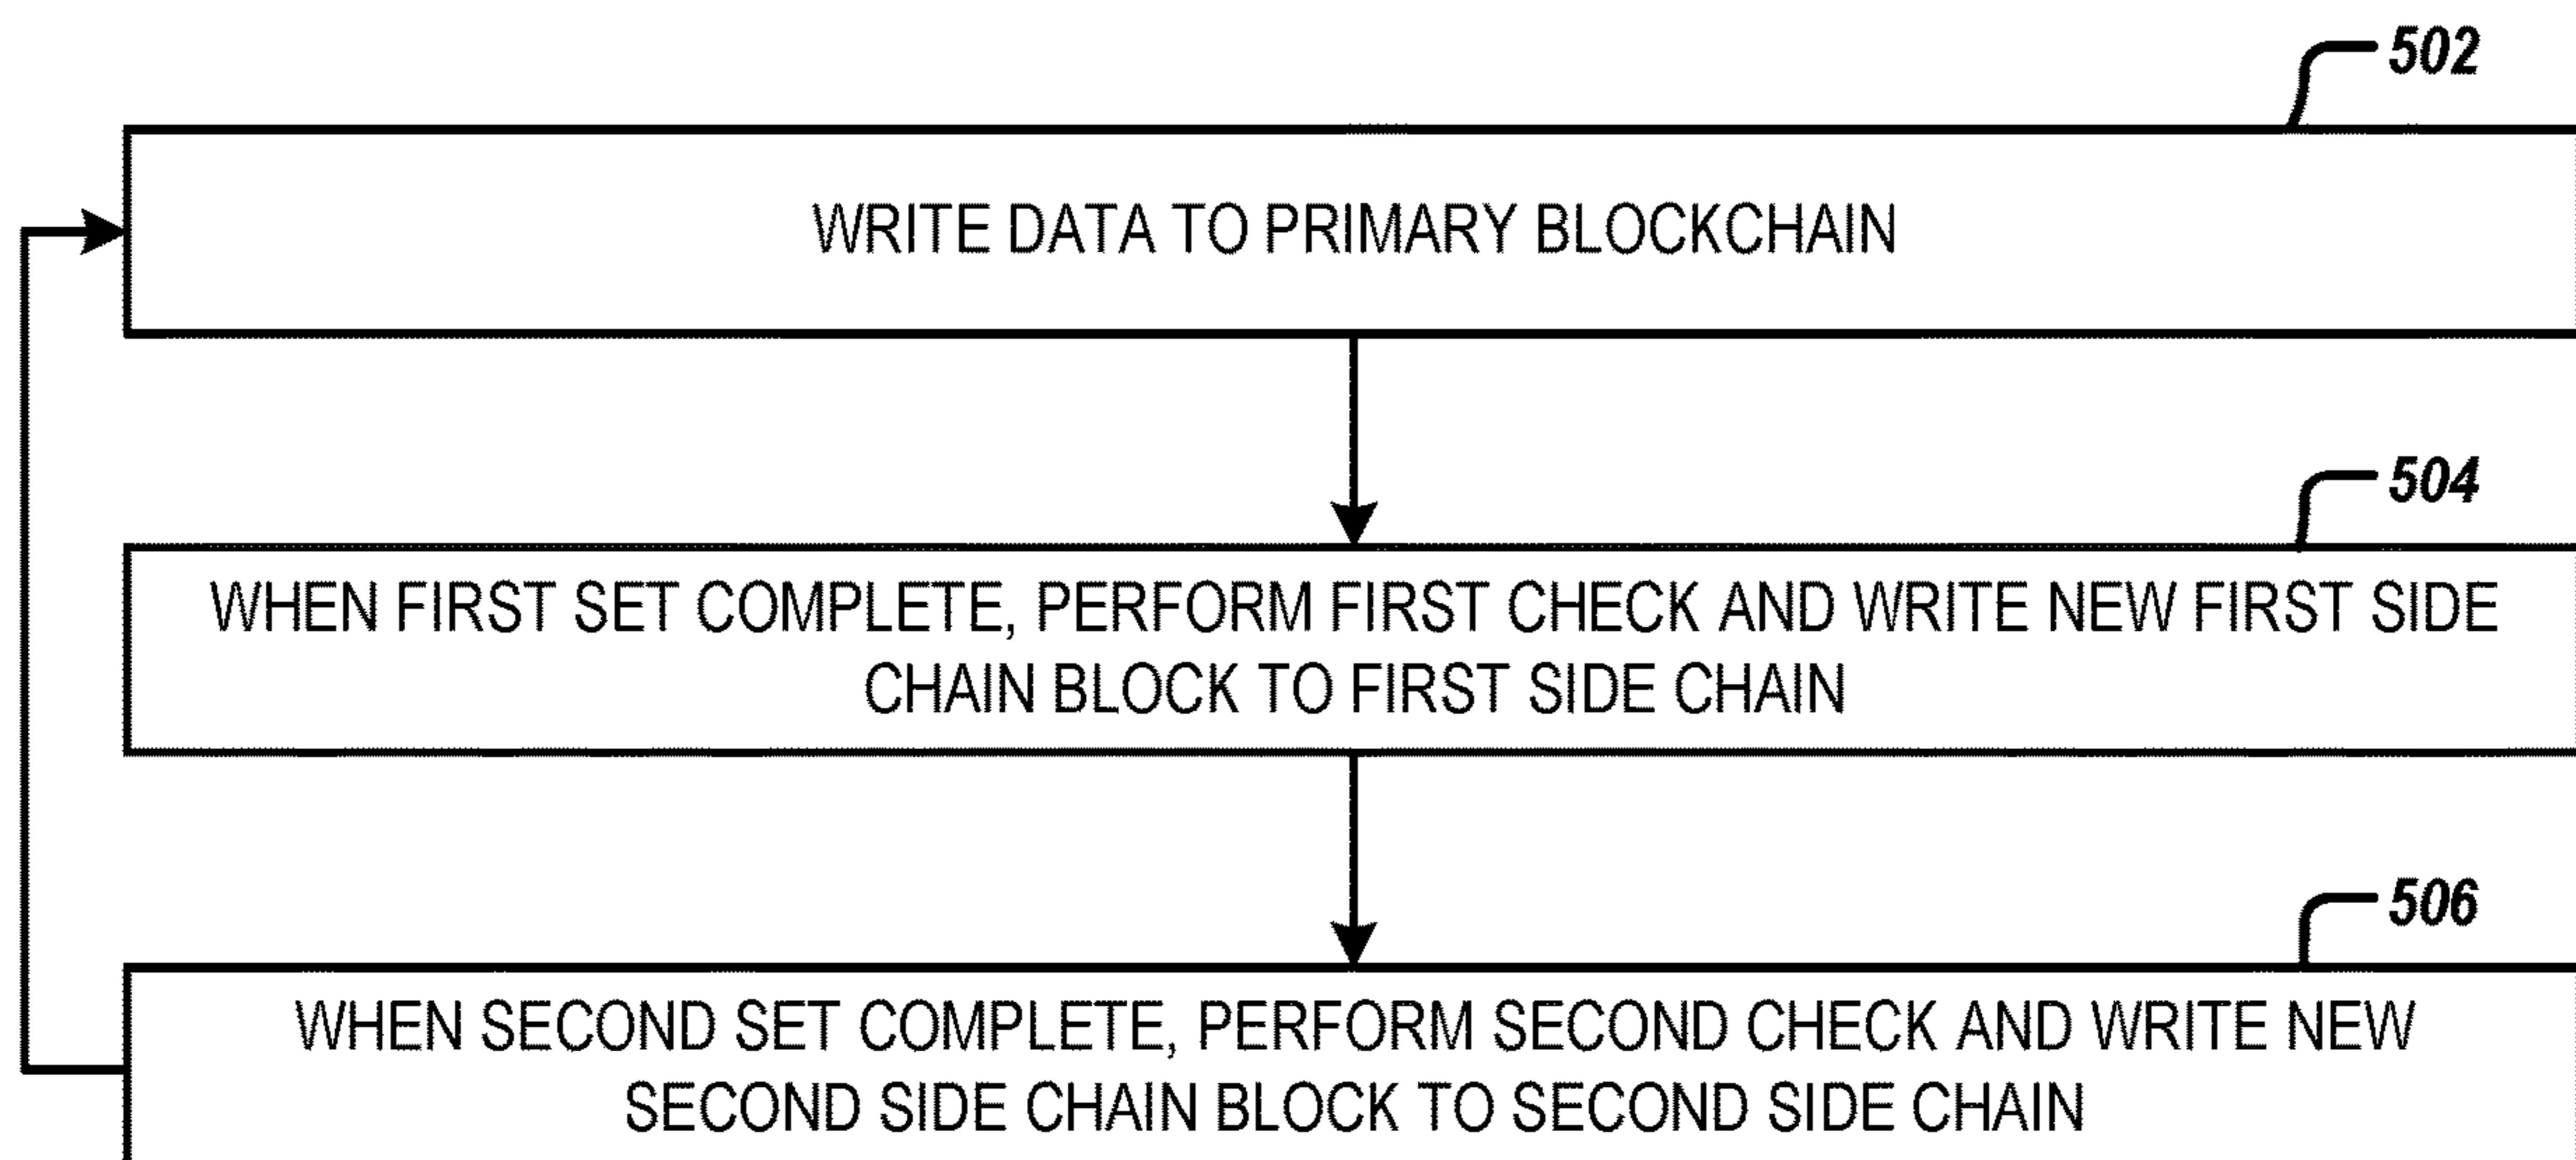 502
WRITE DATA TO PRIMARY BLOCKCHAIN
504
WHEN FIRST SET COMPLETE, PERFORM FIRST CHECK AND WRITE NEW FIRST SIDE
CHAIN BLOCK TO FIRST SIDE CHAIN
506
WHEN SECOND SET COMPLETE, PERFORM SECOND CHECK AND WRITE NEW
SECOND SIDE CHAIN BLOCK TO SECOND SIDE CHAIN